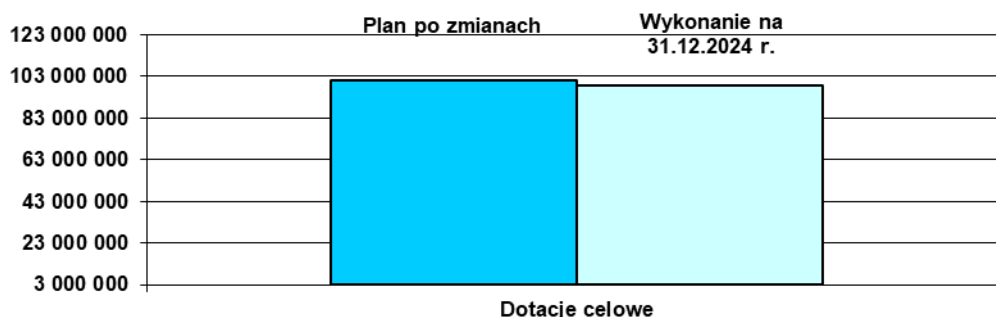 Plan po zmianach
Wykonanie na
31.12.2024 r.
123 000 000
103 000 000
83 000 000
63 000 000
43 000 000
23 000 000
3 000 000
Dotacje celowe